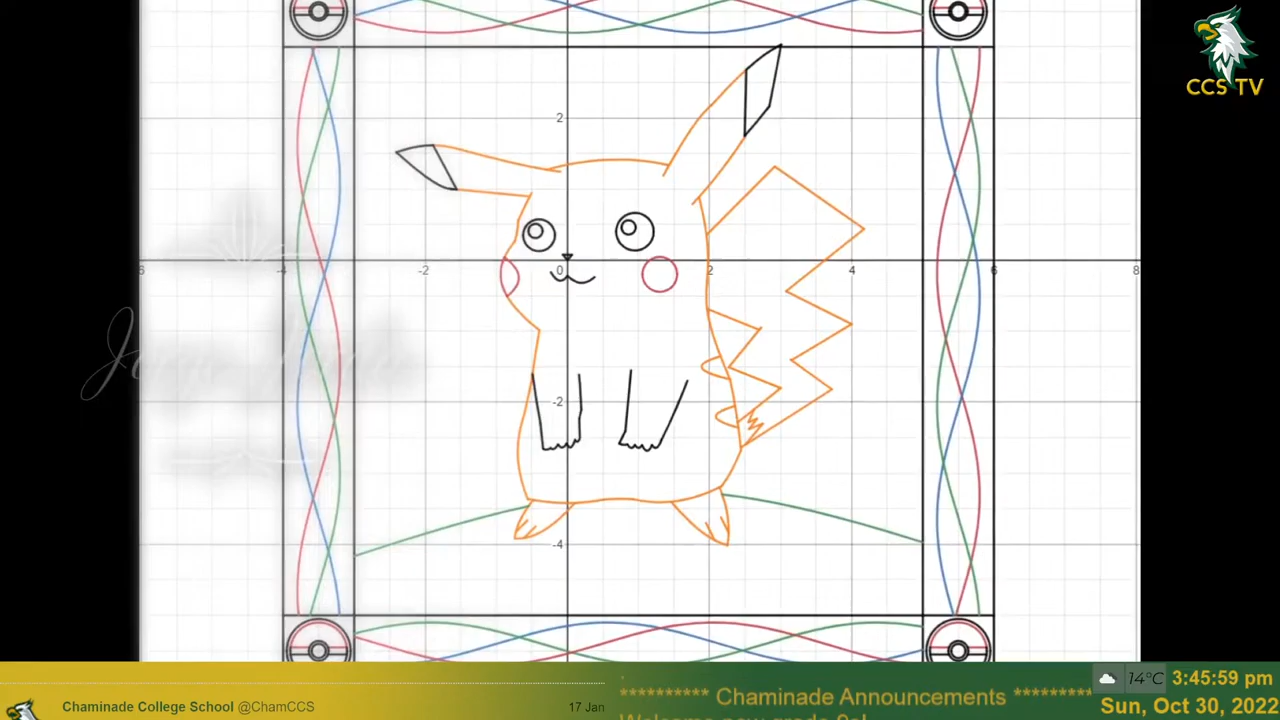 CCS TV
2
6
-4
-2
0
2
4
6
8
-2
-4
14°C
3:45:59 pm
********** Chaminade Announcements *********
Chaminade College School @ChamCCS
17 Jan
Sun, Oct 30, 2022